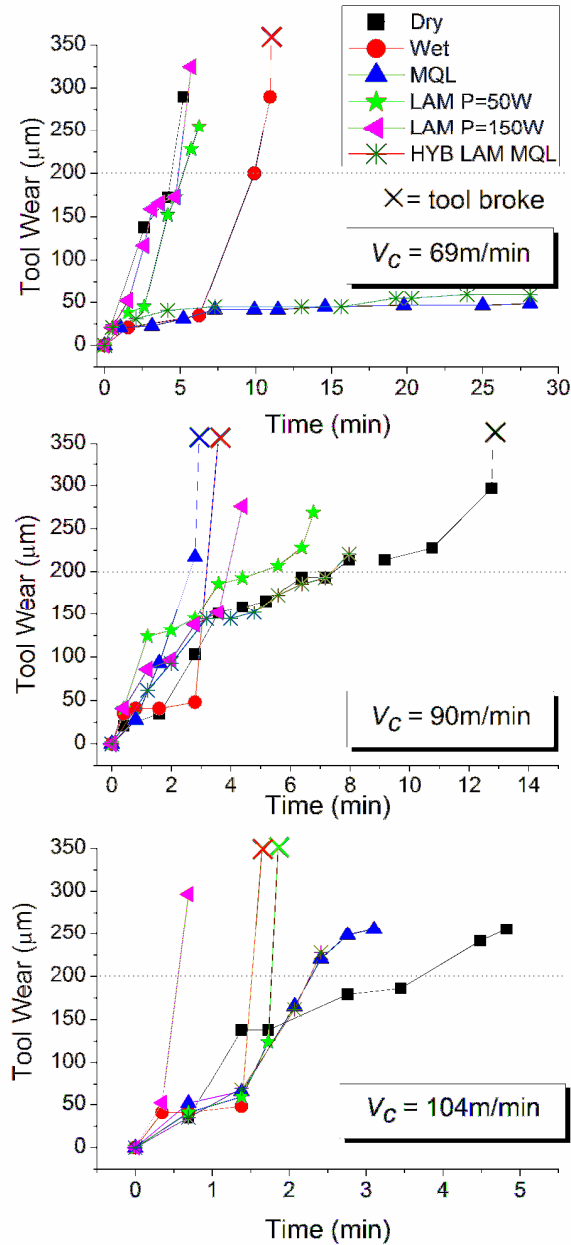 350
300
250
200
150
100
50
0
Tool Wear (μm)
Dry
Wet
MQL
LAM P=50W
LAM P=150W
HYB LAM MQL
= tool broke
Vc = 69m/min
0 5 10 15 20 25 30
Time (min)
350
300
250
200
150
100
50
0
Tool Wear (μm)
Vc = 90m/min
0 2 4 6 8 10 12 14
Time (min)
350
300
250
200
150
100
50
0
Tool Wear (μm)
Vc = 104m/min
0 1 2 3 4 5
Time (min)